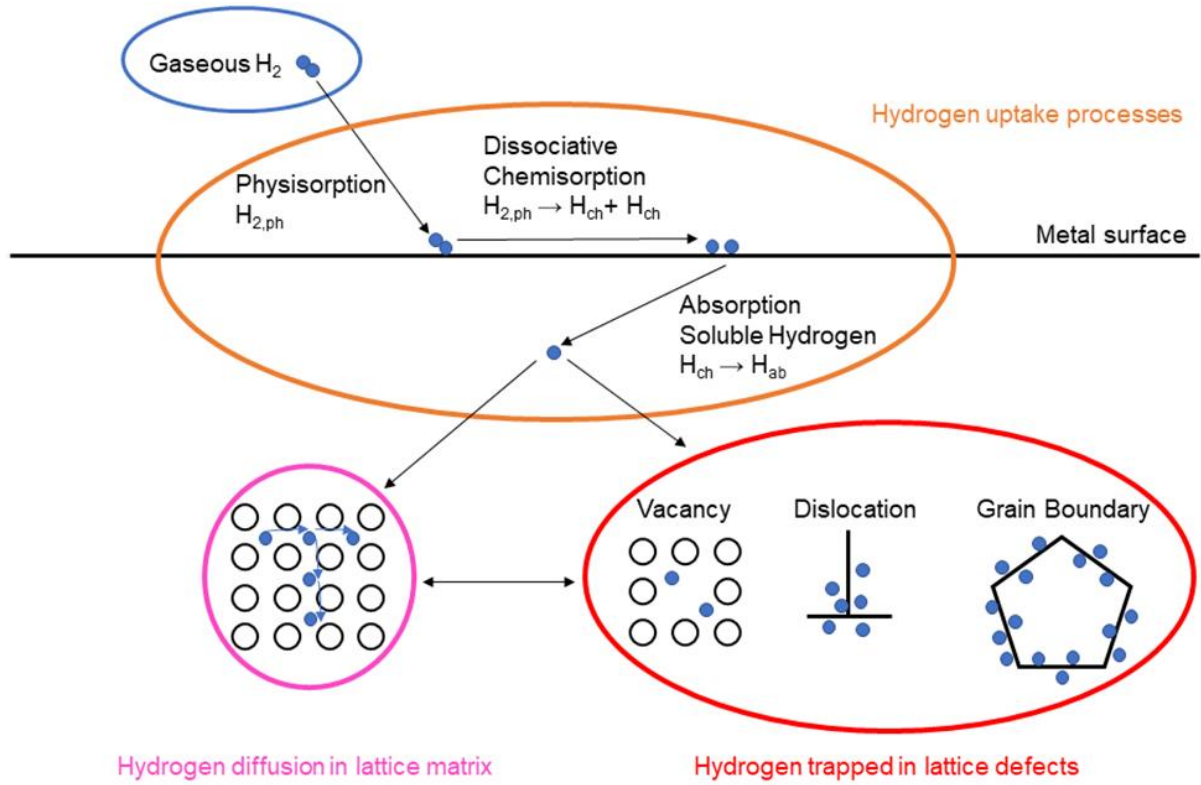 Gaseous H₂
Hydrogen uptake processes
Dissociative
Chemisorption
H₂,ph → Hch+ Hch
Physisorption
H₂,ph
Metal surface
Absorption
Soluble Hydrogen
Hch → Hab
Vacancy
Dislocation
Grain Boundary
Hydrogen diffusion in lattice matrix
Hydrogen trapped in lattice defects